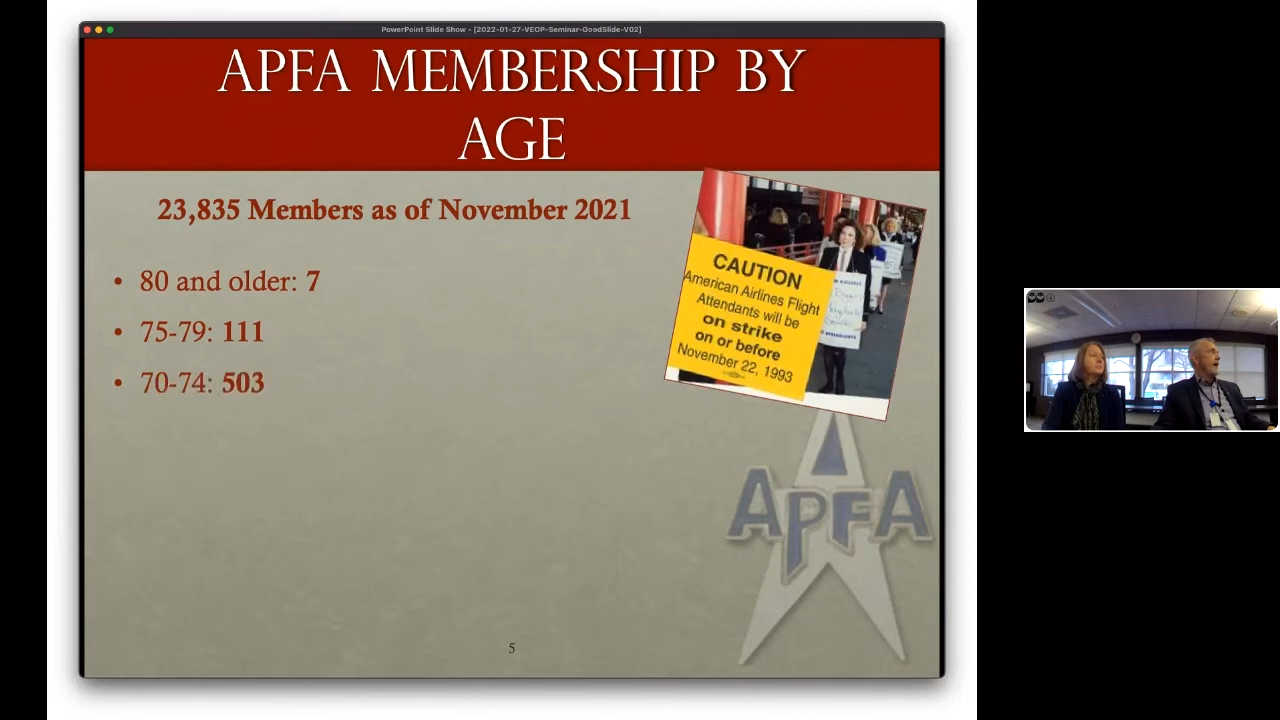 PowerPoint Slide Show - [2022-01-27-VEOP-Seminar-GoodSlide-V02]
APFA MEMBERSHIP BY
AGE
23,835 Members as of November 2021
• 80 and older: 7
• 75-79: 111
• 70-74: 503
CAUTION
American Airlines Flight
Attendants will be
on strike
on or before
November 22, 1993
APFA
5